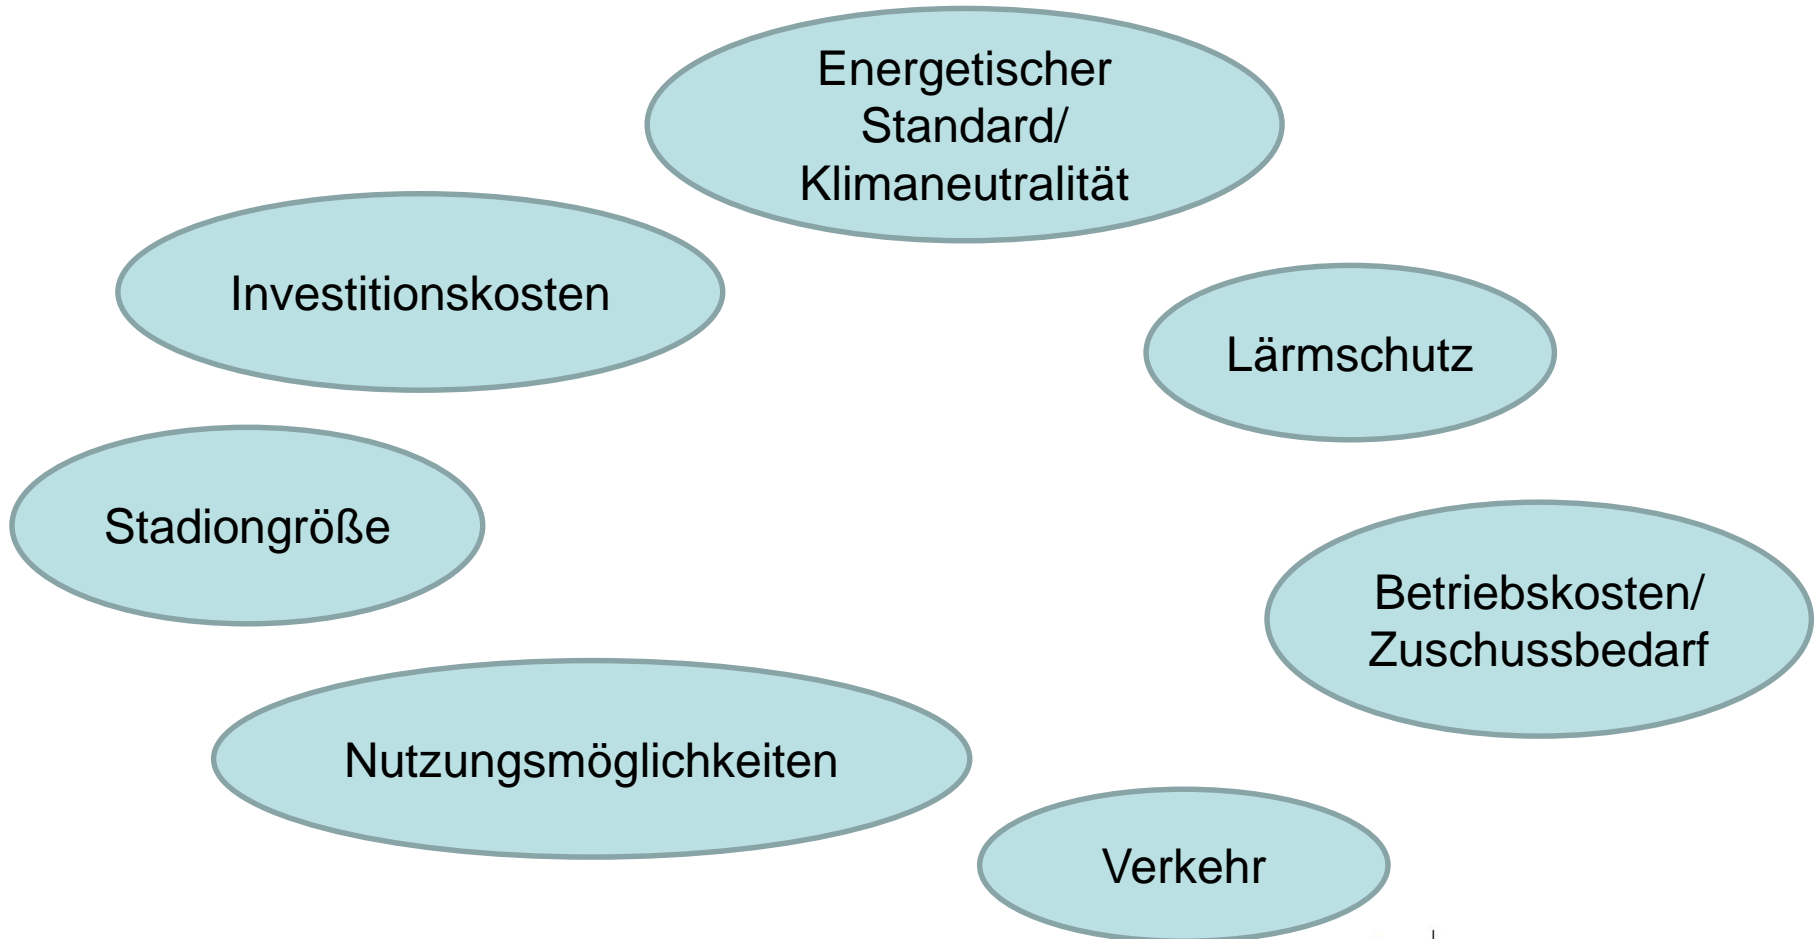 Energetischer
Standard/
Klimaneutralität
Investitionskosten
Lärmschutz
Stadiongröße
Betriebskosten/
Zuschussbedarf
Nutzungsmöglichkeiten
Verkehr